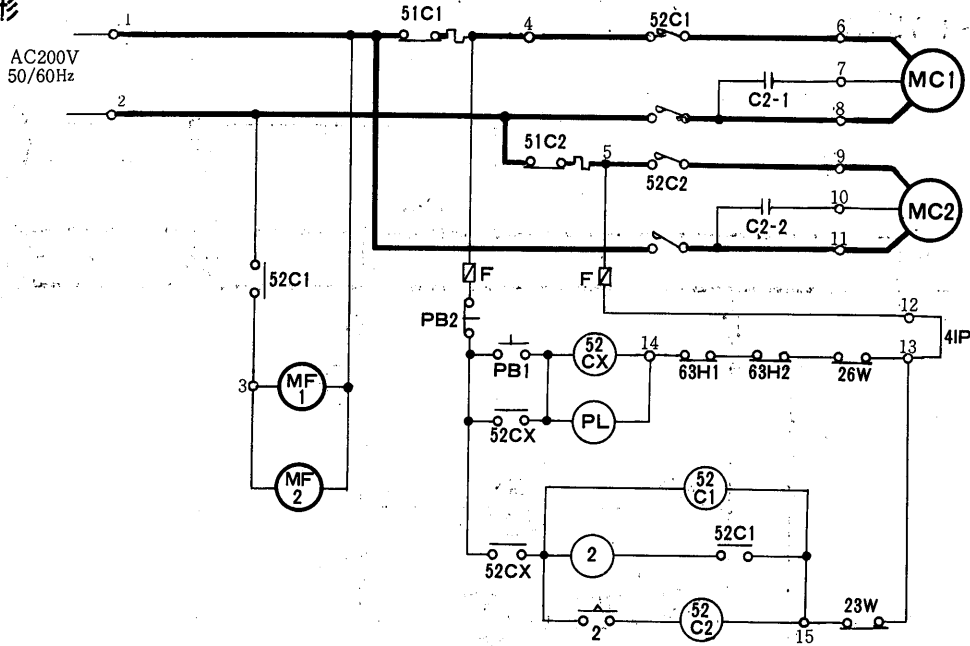 形
51C1
52C1
1
4
6
AC200V
50/60Hz
7
MC1
C2-1
2
8
51C2
5
9
52C2
10
MC2
C2-2
11
52C1
F
F
12
PB2
41P
14
13
52
CX
PB1
63H1
63H2
26W
3
MF
1
52CX
PL
MF
2
52
C1
52C1
2
52CX
23W
2
52
C2
15